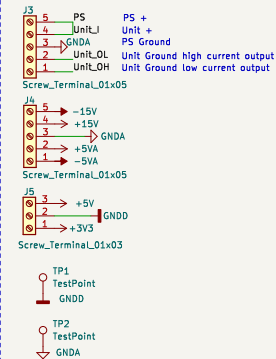 J3
5 PS PS +
4 Unit_I Unit +
3 GNDA PS Ground
2 Unit_OL Unit Ground high current output
1 Unit_OH Unit Ground low current output
Screw_Terminal_01x05
J4
5 -15V
4 +15V
3 GNDA
2 +5VA
1 -5VA
Screw_Terminal_01x05
J5
3 +5V
2 GNDD
1 +3V3
Screw_Terminal_01x03
TP1
TestPoint
GNDD
TP2
TestPoint
GNDA